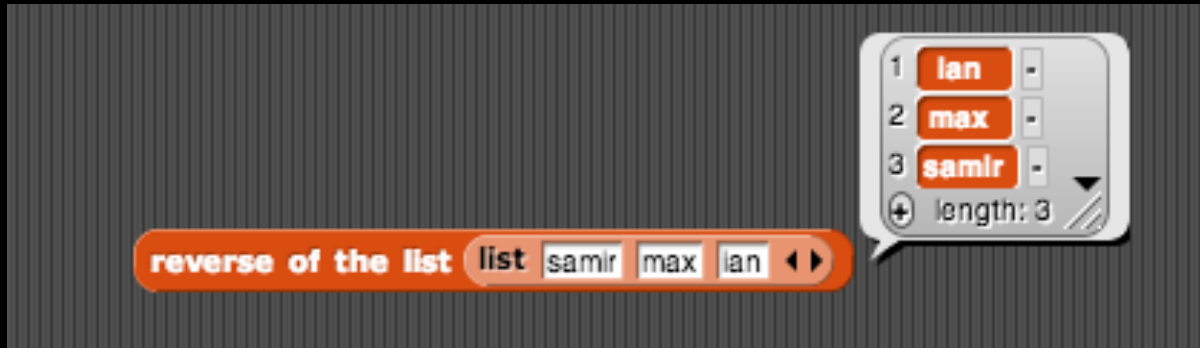 1 ian -
2 max -
3 samir -
+ length: 3
reverse of the list list samir max ian